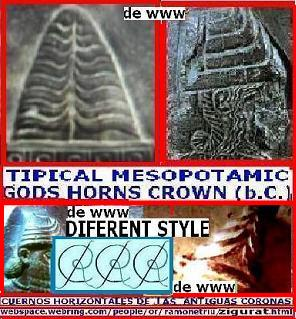 de www
TIPICAL MESOPOTAMIC
GODS HORNS CROWN (b.C.)
de www
DIFERENT STYLE
de www
CUERNOS HORIZONTALES DE LAS ANTIGUAS CORONAS
webspace.webring.com/people/or/ramonetriu/zigurat.html